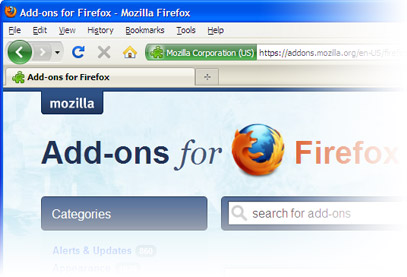 Add-ons for Firefox - Mozilla Firefox
File Edit View History Bookmarks Tools Help
Mozilla Corporation (US) https://addons.mozilla.org/en-US/
Add-ons for Firefox
mozilla
Add-ons for Firefox
Categories
search for add-ons
Alerts & Updates
Appearance